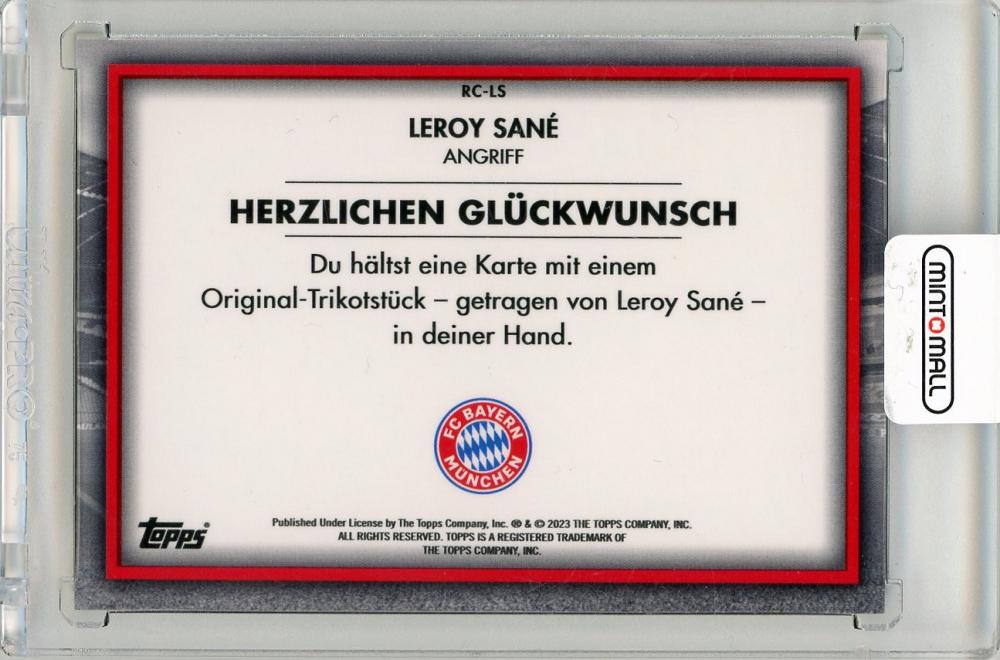 RC-LS
LEROY SANÉ
ANGRIFF
HERZLICHEN GLÜCKWUNSCH
Du hältst eine Karte mit einem
Original-Trikotstück – getragen von Leroy Sané –
in deiner Hand.
FC BAYERN
MÜNCHEN
topps®
Published Under License by The Topps Company, Inc. ® & © 2023 THE TOPPS COMPANY, INC.
ALL RIGHTS RESERVED. TOPPS IS A REGISTERED TRADEMARK OF
THE TOPPS COMPANY, INC.
MINT MALL
Ultra·PRO®